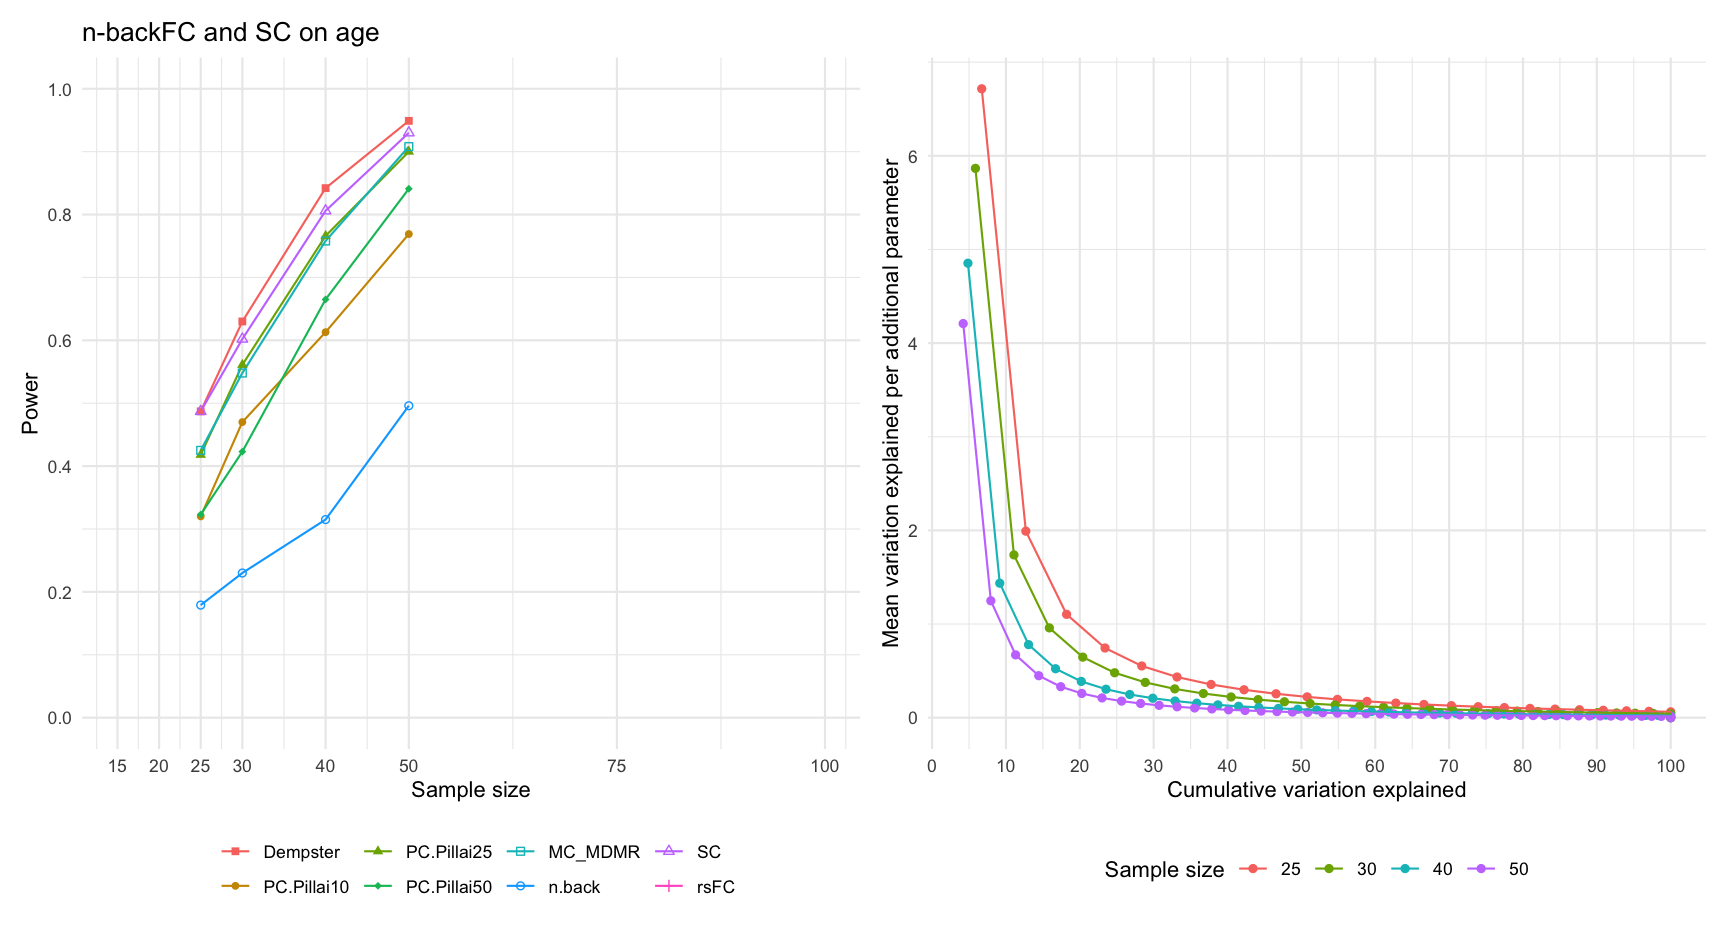 n-backFC and SC on age
1.0
0.8
0.6
0.4
0.2
0.0
Power
15 20 25 30 40 50 75 100
Sample size
Dempster PC.Pillai25 MC_MDMR SC
PC.Pillai10 PC.Pillai50 n.back rsFC
6
4
2
0
Mean variation explained per additional parameter
0 10 20 30 40 50 60 70 80 90 100
Cumulative variation explained
Sample size 25 30 40 50